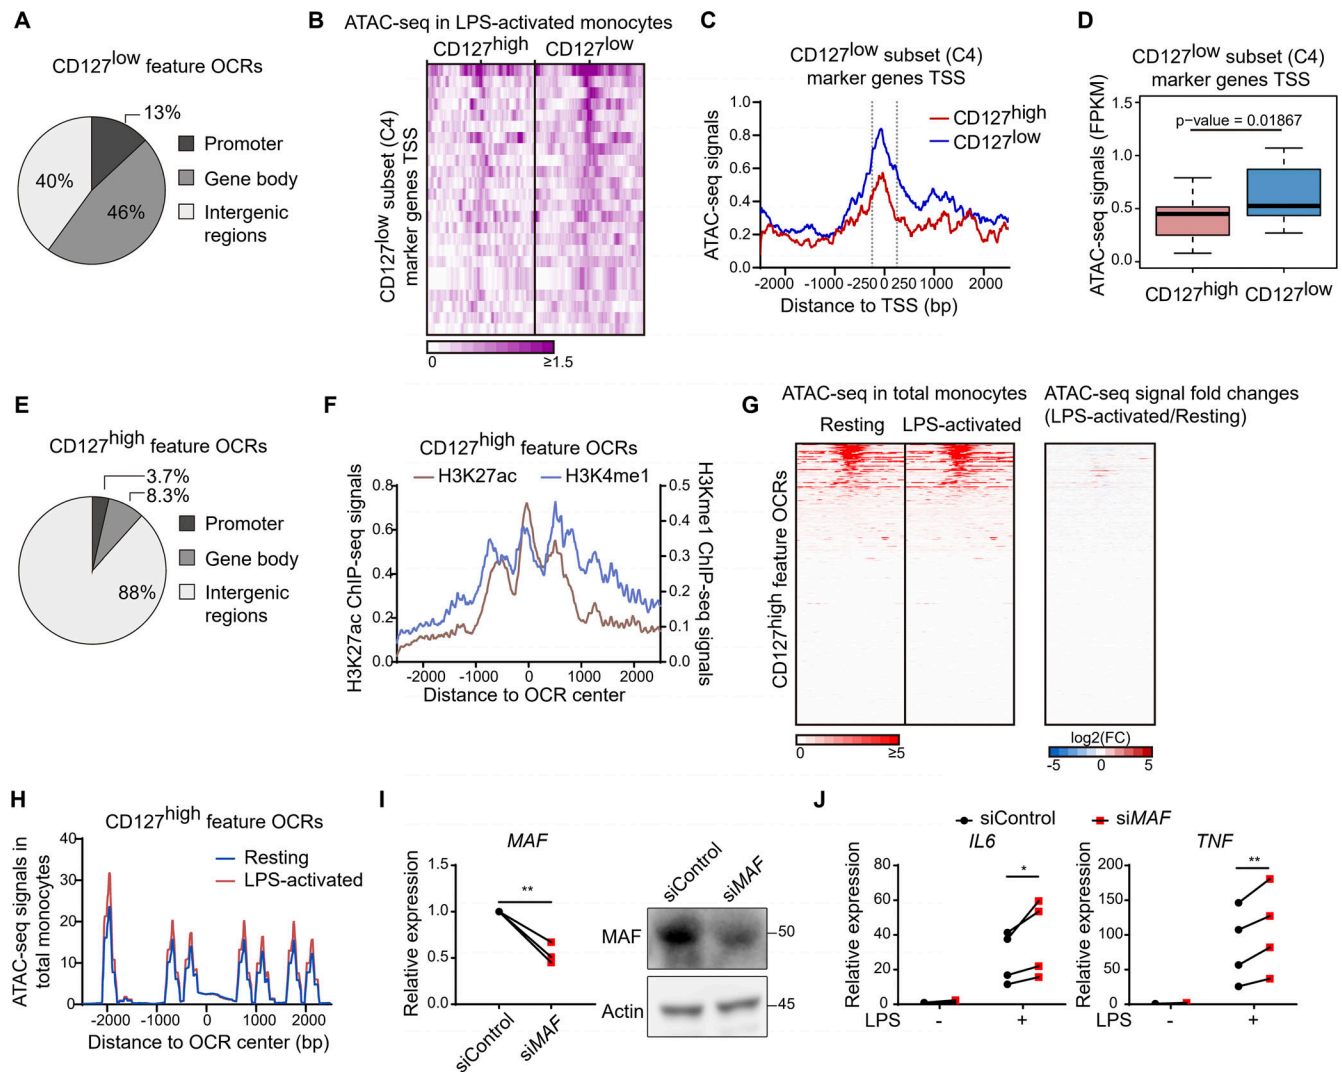 A
CD127low feature OCRs
13%
40%
46%
Promoter
Gene body
Intergenic
regions
B
ATAC-seq in LPS-activated monocytes
CD127high
CD127low
CD127low subset (C4)
marker genes TSS
0
≥1.5
C
CD127low subset (C4)
marker genes TSS
ATAC-seq signals
1.0
0.8
0.6
0.4
0.2
0.0
CD127high
CD127low
-2000 -1000 -250 0 250 1000 2000
Distance to TSS (bp)
D
CD127low subset (C4)
marker genes TSS
ATAC-seq signals (FPKM)
1.5
1.0
0.5
0.0
p-value = 0.01867
CD127high CD127low
E
CD127high feature OCRs
3.7%
8.3%
88%
Promoter
Gene body
Intergenic
regions
F
CD127high feature OCRs
H3K27ac
H3K4me1
H3K27ac ChIP-seq signals
0.8
0.6
0.4
0.2
0.0
H3Kme1 ChIP-seq signals
0.5
0.4
0.3
0.2
0.1
0.0
-2000 -1000 0 1000 2000
Distance to OCR center
G
ATAC-seq in total monocytes
Resting LPS-activated
CD127high feature OCRs
0
≥5
ATAC-seq signal fold changes
(LPS-activated/Resting)
log2(FC)
-5 0 5
H
CD127high feature OCRs
ATAC-seq signals in
total monocytes
40
30
20
10
0
Resting
LPS-activated
-2000 -1000 0 1000 2000
Distance to OCR center (bp)
I
MAF
Relative expression
1.5
1.0
0.5
0.0
**
siControl
siMAF
siControl
siMAF
MAF
50
Actin
45
J
siControl
siMAF
IL6
Relative expression
80
60
40
20
0
*
LPS - +
TNF
Relative expression
200
150
100
50
0
**
LPS - +